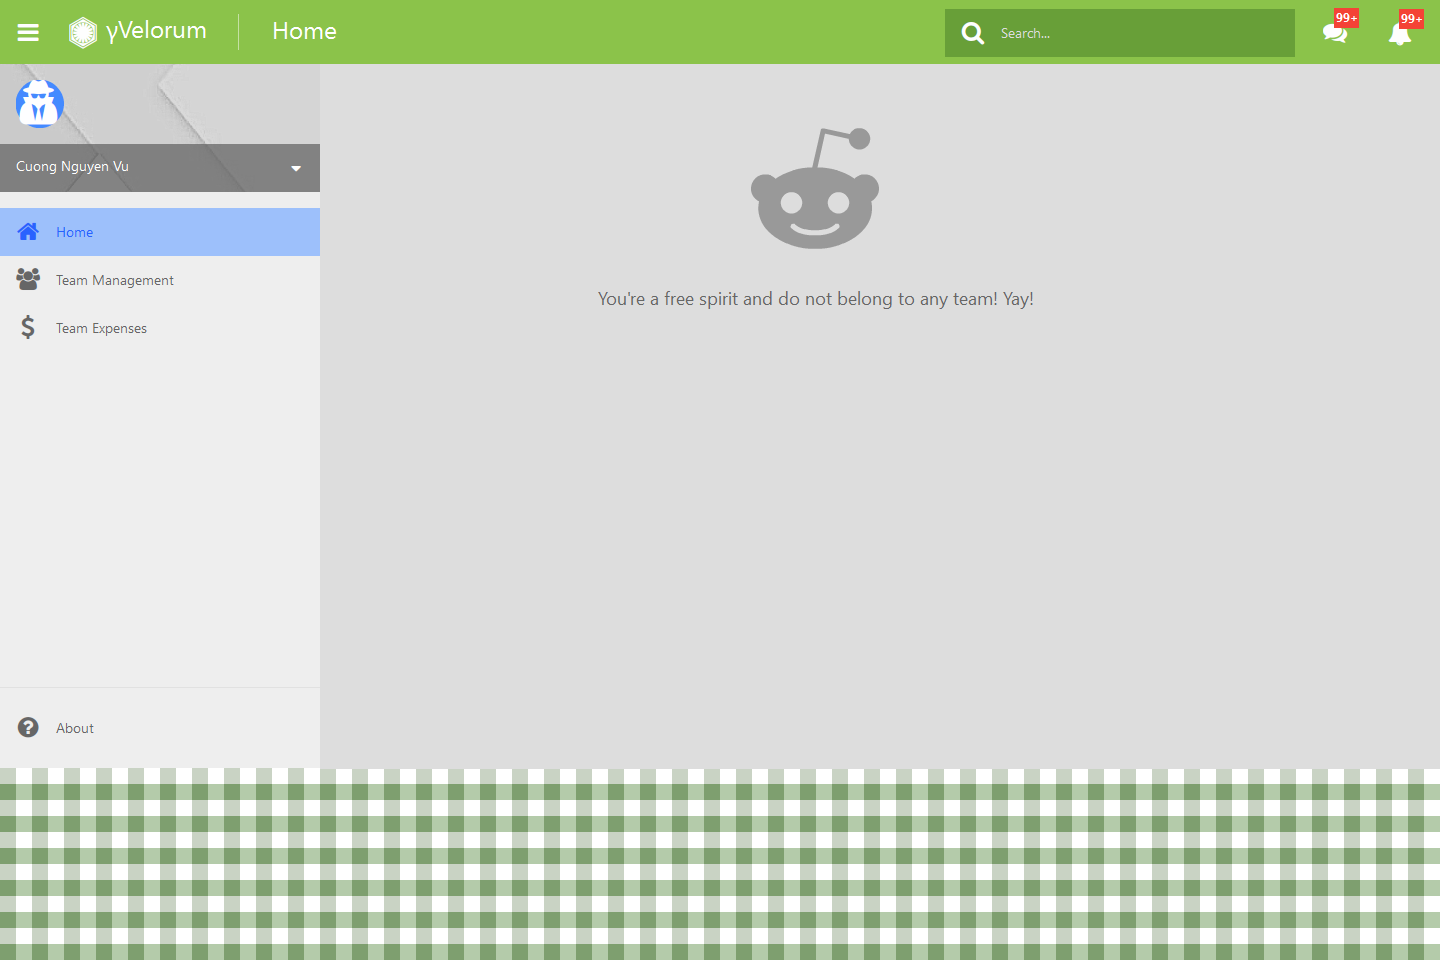 γVelorum
Home
Search...
99+
99+
Cuong Nguyen Vu
Home
Team Management
Team Expenses
About
You're a free spirit and do not belong to any team! Yay!